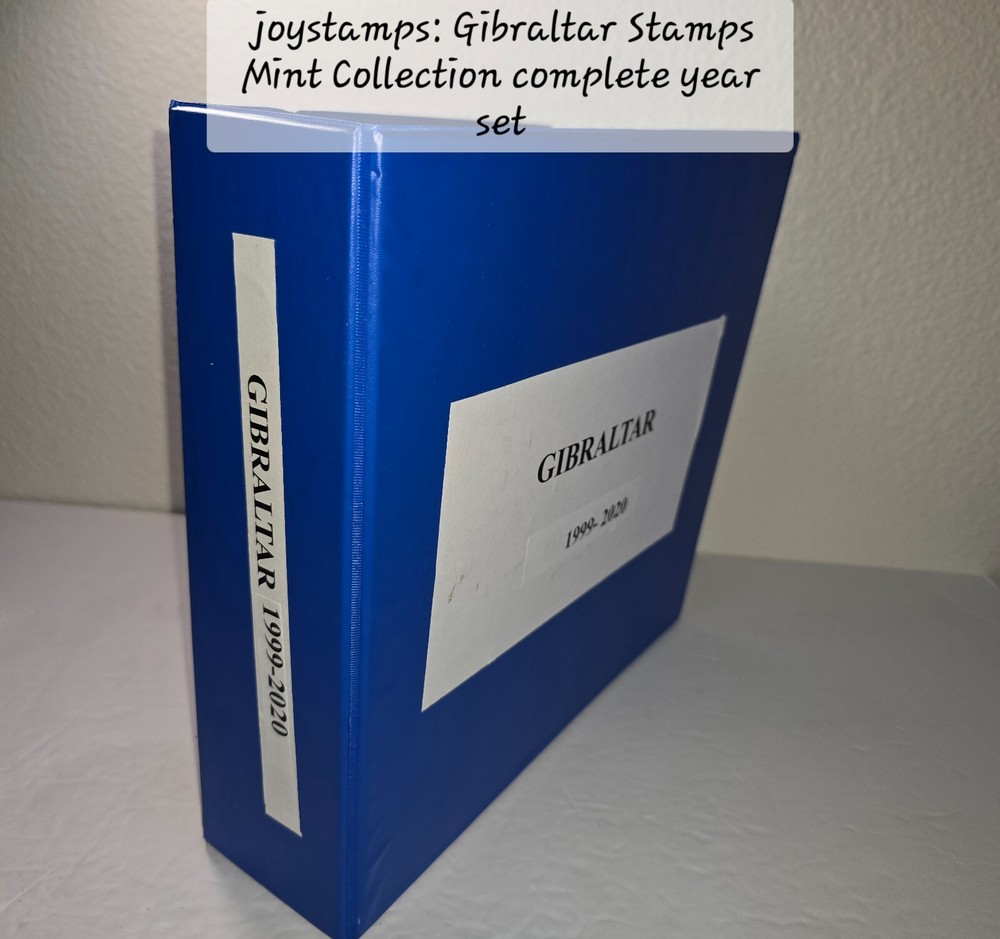 joystamps: Gibraltar Stamps
Mint Collection complete year
set
GIBRALTAR 1999-2020
GIBRALTAR
1999- 2020